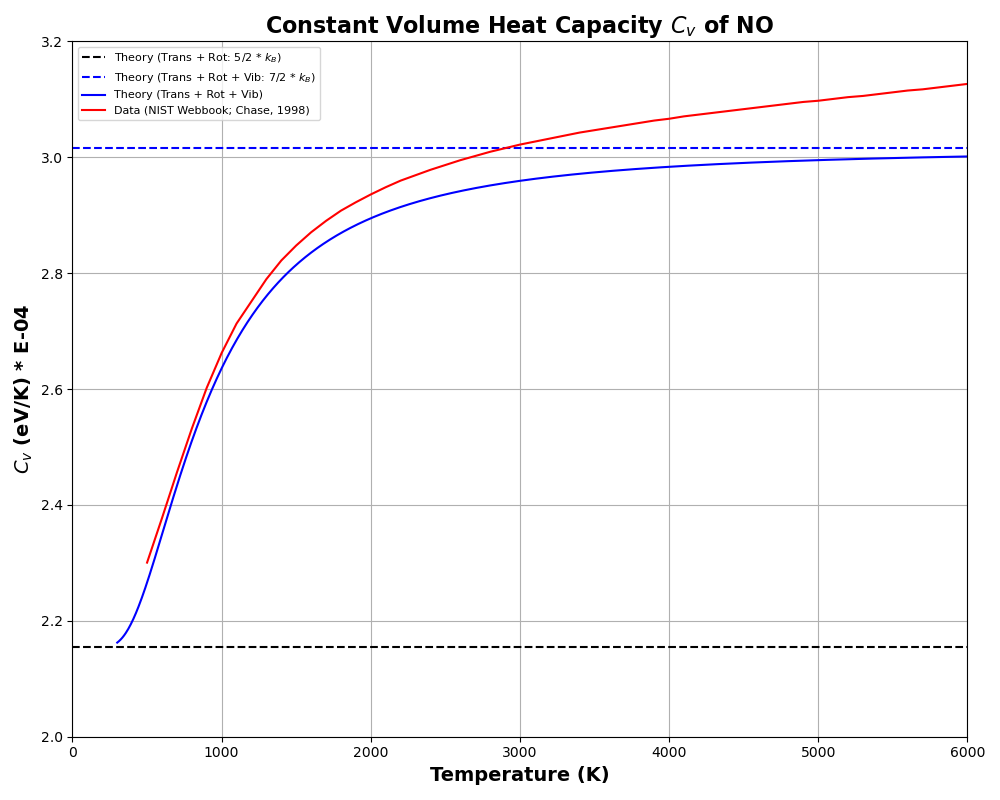 Constant Volume Heat Capacity $C_v$ of NO
Theory (Trans + Rot: 5/2 * $k_B$)
Theory (Trans + Rot + Vib: 7/2 * $k_B$)
Theory (Trans + Rot + Vib)
Data (NIST Webbook; Chase, 1998)
$C_v$ (eV/K) * E-04
3.2
3.0
2.8
2.6
2.4
2.2
2.0
0 1000 2000 3000 4000 5000 6000
Temperature (K)